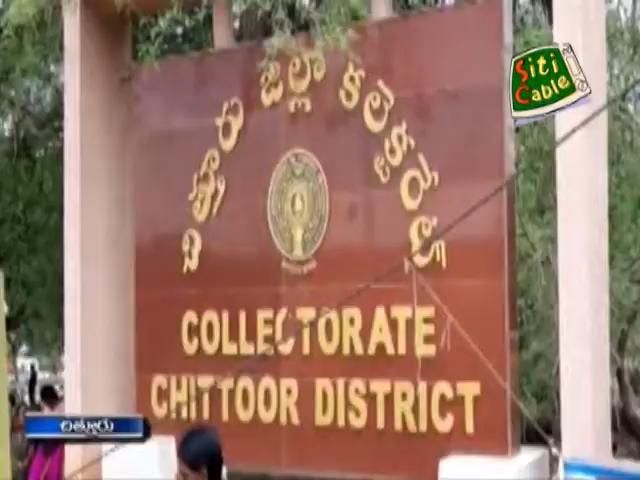 Siti
Cable
చిత్తూరు జిల్లా కలెక్టరేట్
COLLECTORATE
CHITTOOR DISTRICT
చిత్తూరు